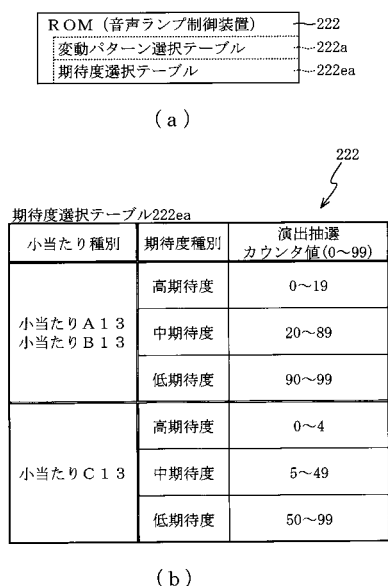 ROM（音声ランプ制御装置）
222
変動パターン選択テーブル
222a
期待度選択テーブル
222ea
（a）
222
期待度選択テーブル222ea
小当たり種別
期待度種別
演出抽選
カウンタ値(0～99)
小当たりA13
小当たりB13
高期待度
0～19
中期待度
20～89
低期待度
90～99
小当たりC13
高期待度
0～4
中期待度
5～49
低期待度
50～99
（b）